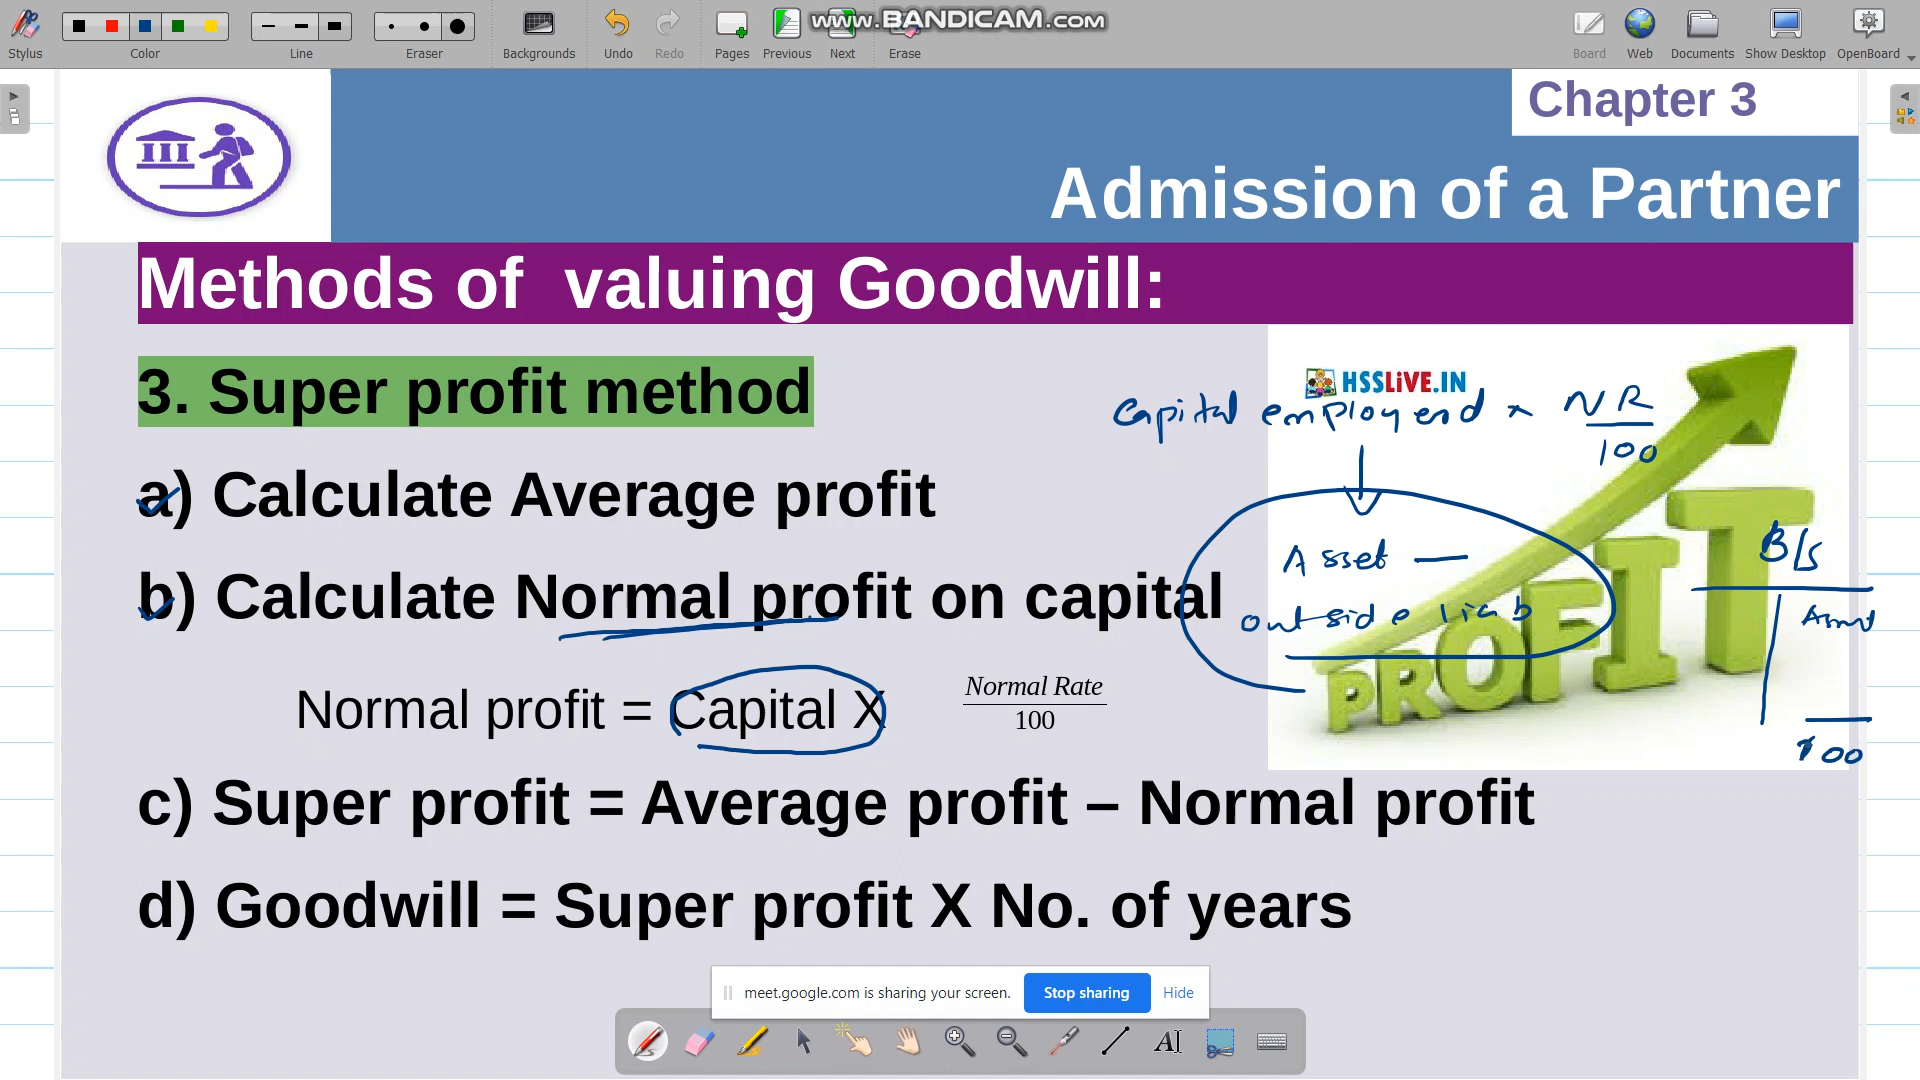 www.BANDICAM.com
Stylus Color Line Eraser Backgrounds Undo Redo Pages Previous Next Erase Board Web Documents Show Desktop OpenBoard
Chapter 3
Admission of a Partner
Methods of valuing Goodwill:
3. Super profit method
HSSLiVE.IN
Capital employend × NR
100
a) Calculate Average profit
Asset —
B/S
b) Calculate Normal profit on capital
outside liab
PROFIT
Normal profit = Capital X Normal Rate
100
c) Super profit = Average profit – Normal profit
d) Goodwill = Super profit X No. of years
meet.google.com is sharing your screen. Stop sharing Hide